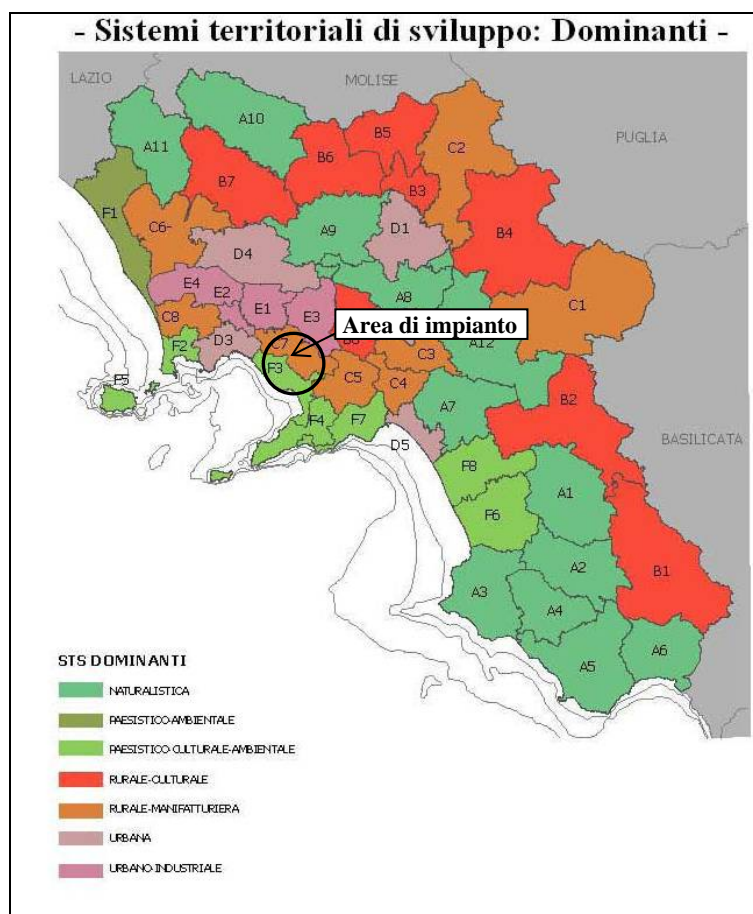 - Sistemi territoriali di sviluppo: Dominanti -
LAZIO
MOLISE
PUGLIA
BASILICATA
A10
A11
B5
C2
B6
B7
B3
F1
C6-
A9
D1
B4
D4
E4
E2
E1
E3
A8
C1
C8
Area di impianto
F2
D3
C7
C3
A12
F3
F5
C5
C4
A7
B2
F4
F7
D5
F8
A1
F6
A2
B1
A3
A4
A5
A6
STS DOMINANTI
NATURALISTICA
PAESISTICO-AMBIENTALE
PAESISTICO-CULTURALE-AMBIENTALE
RURALE-CULTURALE
RURALE-MANIFATTURIERA
URBANA
URBANO INDUSTRIALE